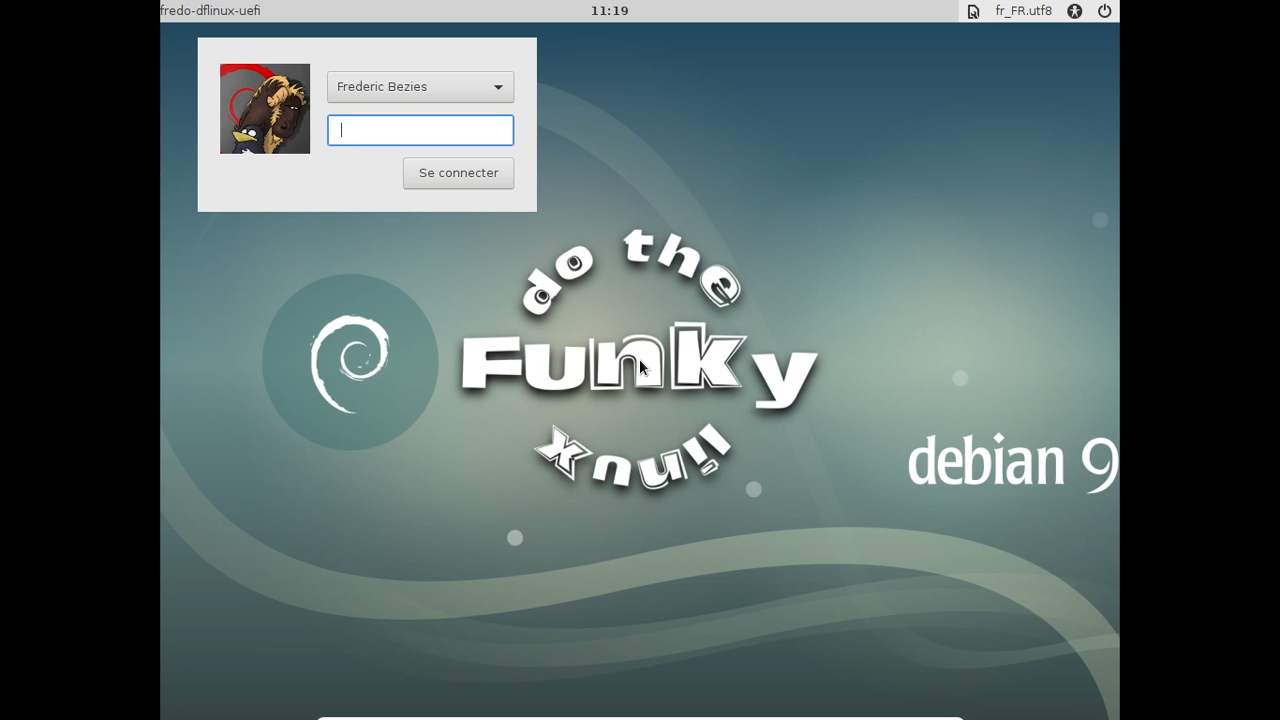 fredo-dflinux-uefi 11:19 fr_FR.utf8
Frederic Bezies
Se connecter
do the
Funky
linux
debian 9